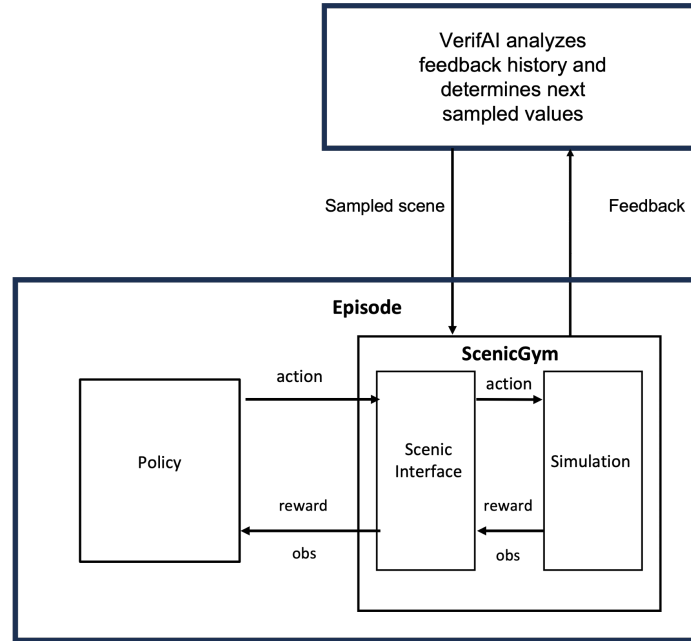 VerifAI analyzes
feedback history and
determines next
sampled values
Sampled scene
Feedback
Episode
ScenicGym
action
action
Policy
Scenic
Interface
Simulation
reward
reward
obs
obs